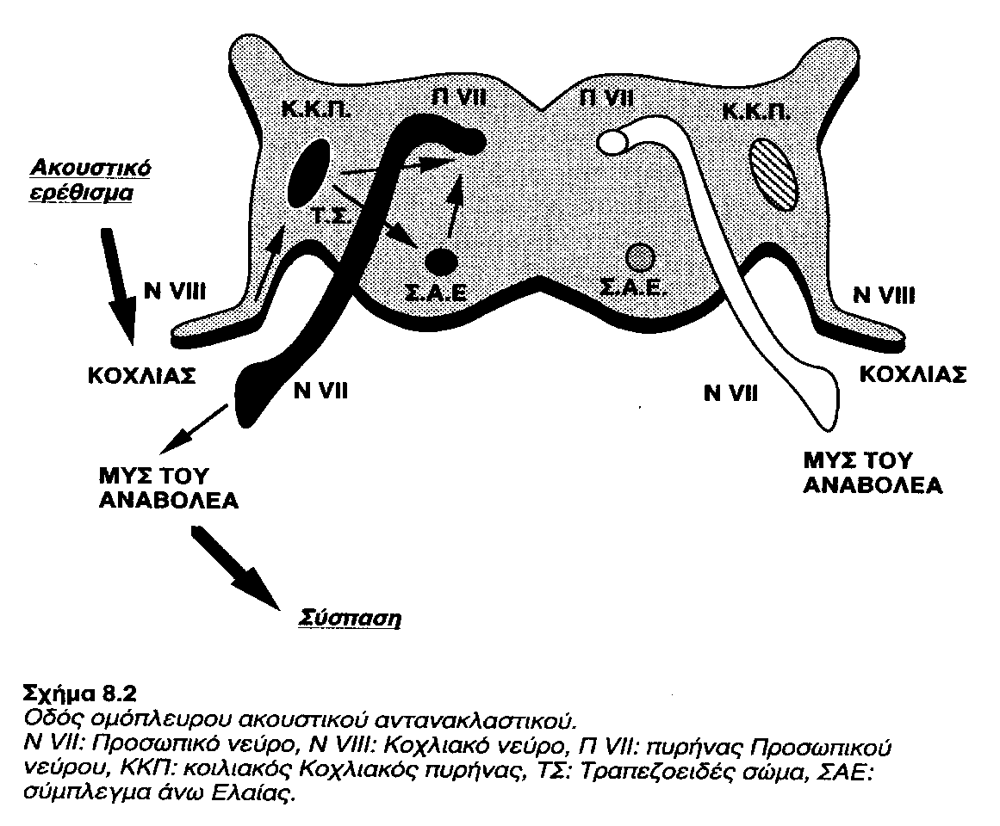 Π VII
Π VII
Κ.Κ.Π.
Κ.Κ.Π.
Ακουστικό
ερέθισμα
Τ.Σ.
Ν VIII
Σ.Α.Ε
Σ.Α.Ε.
Ν VIII
ΚΟΧΛΙΑΣ
Ν VII
Ν VII
ΚΟΧΛΙΑΣ
ΜΥΣ ΤΟΥ
ΑΝΑΒΟΛΕΑ
ΜΥΣ ΤΟΥ
ΑΝΑΒΟΛΕΑ
Σύσπαση
Σχήμα 8.2
Οδός ομόπλευρου ακουστικού αντανακλαστικού.
Ν VII: Προσωπικό νεύρο, Ν VIII: Κοχλιακό νεύρο, Π VII: πυρήνας Προσωπικού
νεύρου, ΚΚΠ: κοιλιακός Κοχλιακός πυρήνας, ΤΣ: Τραπεζοειδές σώμα, ΣΑΕ:
σύμπλεγμα άνω Ελαίας.